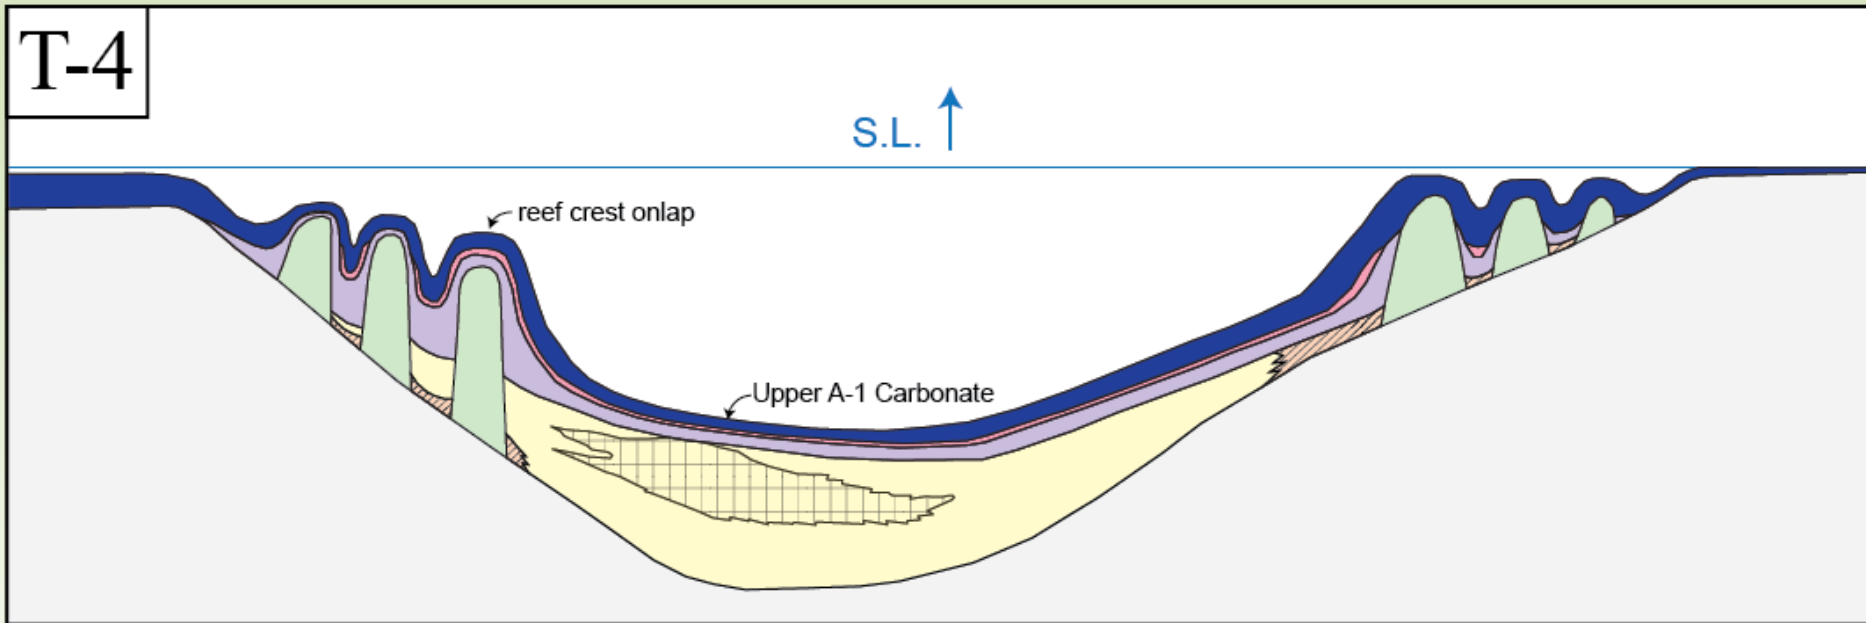 T-4
S.L.
reef crest onlap
Upper A-1 Carbonate